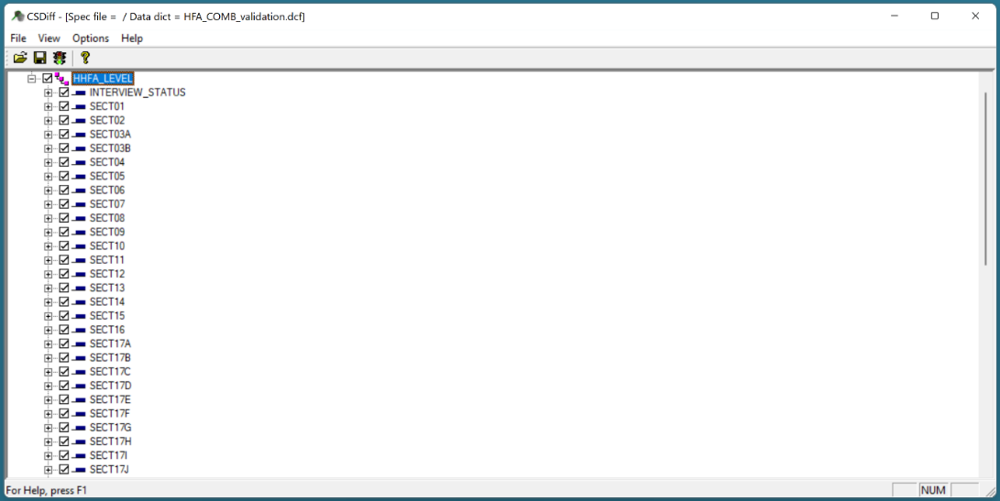 CSDiff - [Spec file =  / Data dict = HFA_COMB_validation.dcf]
File View Options Help
HHFA_LEVEL
INTERVIEW_STATUS
SECT01
SECT02
SECT03A
SECT03B
SECT04
SECT05
SECT06
SECT07
SECT08
SECT09
SECT10
SECT11
SECT12
SECT13
SECT14
SECT15
SECT16
SECT17A
SECT17B
SECT17C
SECT17D
SECT17E
SECT17F
SECT17G
SECT17H
SECT17I
SECT17J
For Help, press F1 NUM